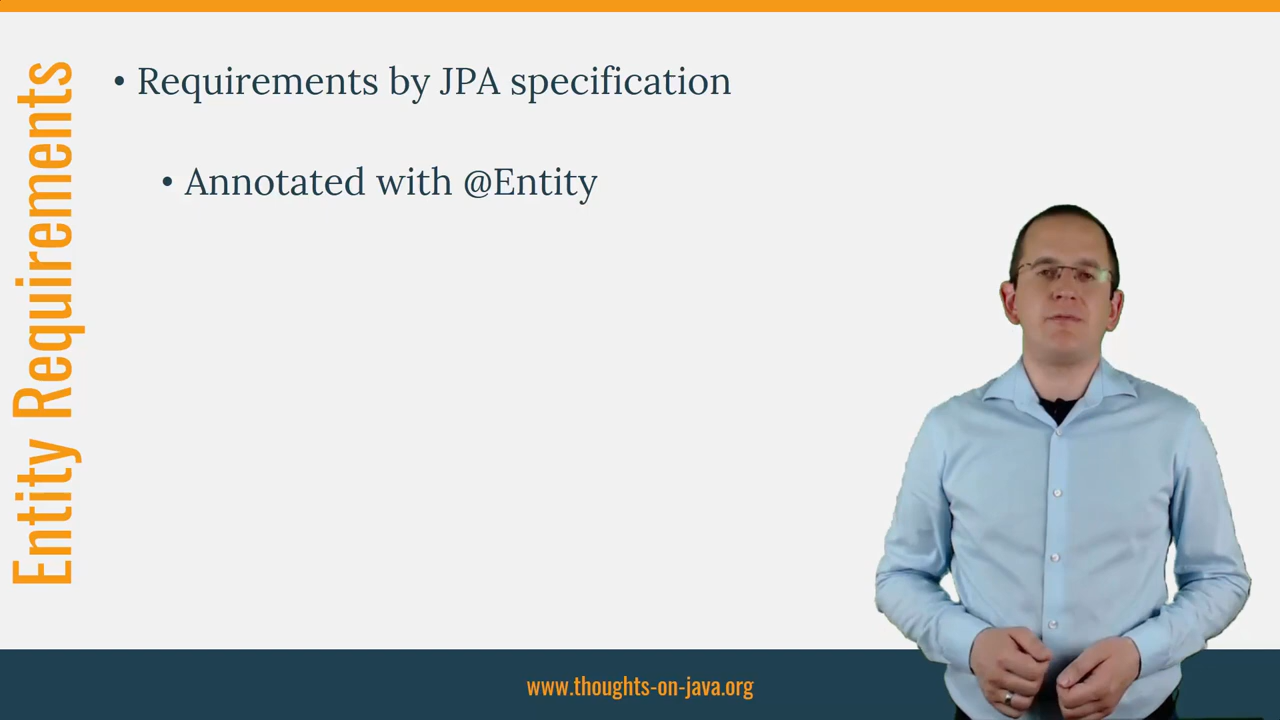 Entity Requirements
• Requirements by JPA specification
• Annotated with @Entity
www.thoughts-on-java.org